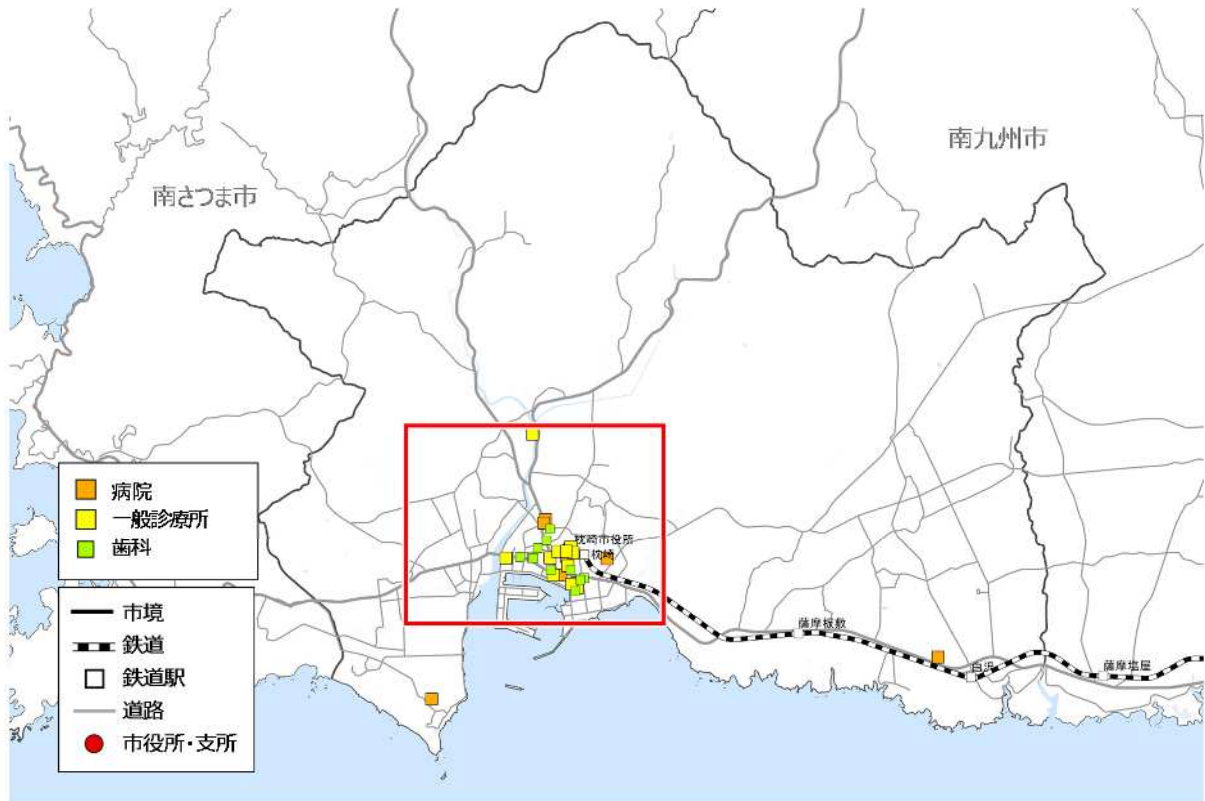 南九州市
南さつま市
病院
一般診療所
歯科
枕崎市役所
枕崎
市境
鉄道
鉄道駅
道路
市役所・支所
薩摩板敷
白沢
薩摩塩屋